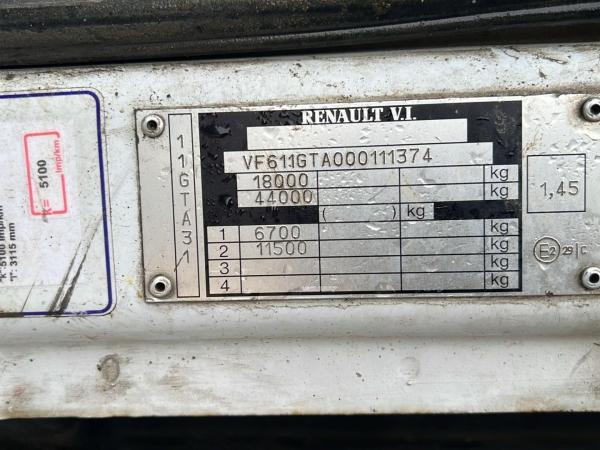 k= 5100 Imp/km
"k":5100 Imp/km
"T": 3115 mm
11GTA31
RENAULT V.I.
VF611GTA000111374
18000 kg
44000 kg
( ) kg
1 6700 kg
2 11500 kg
3 kg
4 kg
1,45
E2 29 C